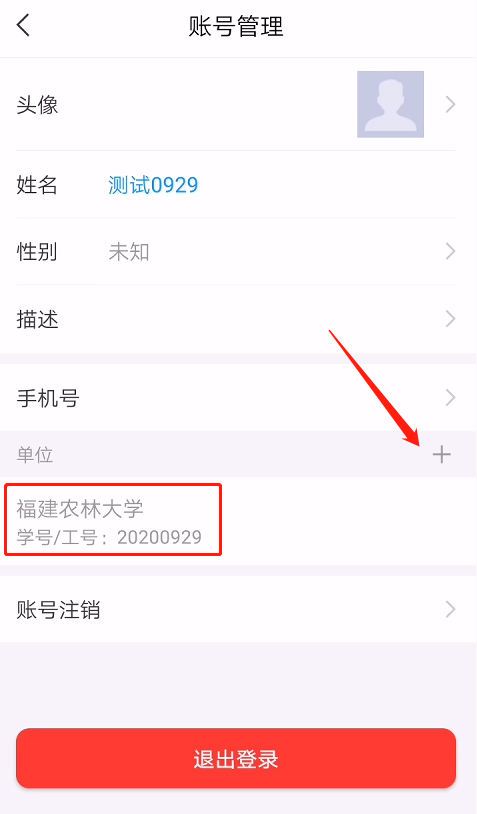 账号管理
头像
姓名 测试0929
性别 未知
描述
手机号
单位
福建农林大学
学号/工号：20200929
账号注销
退出登录